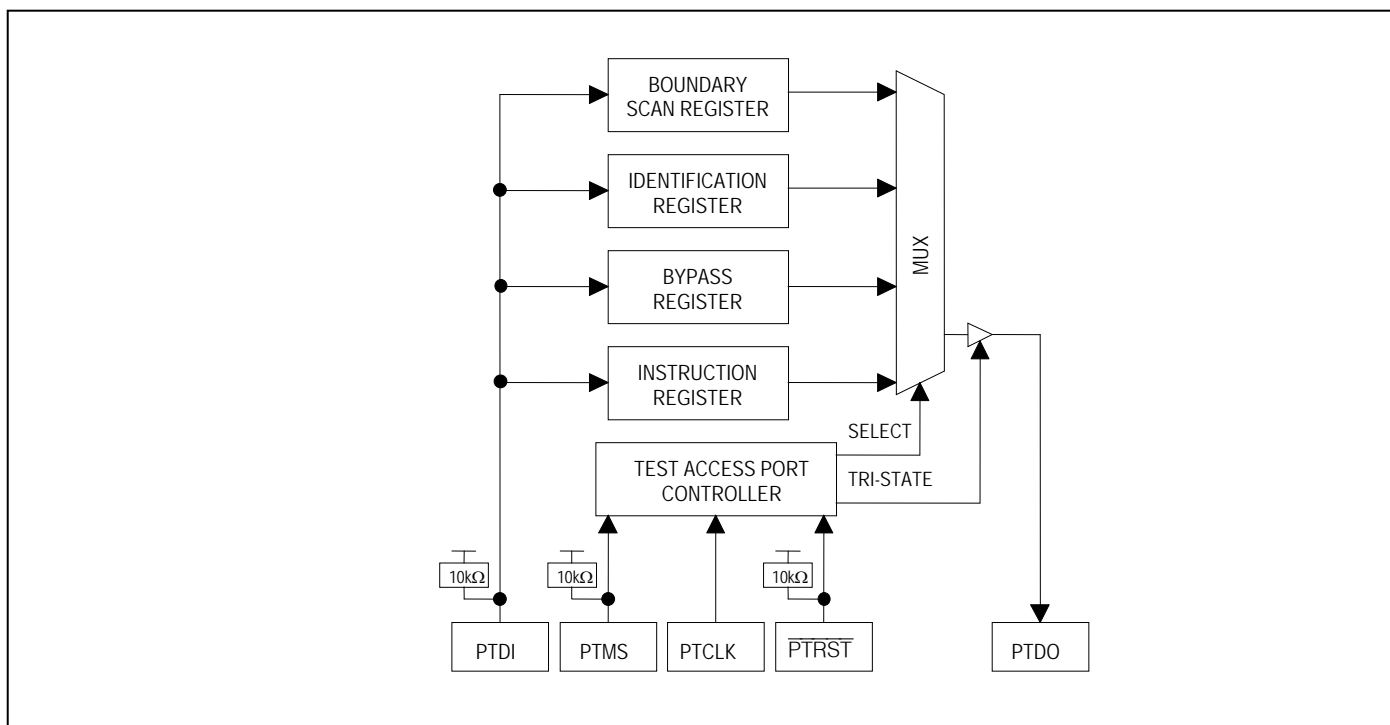 BOUNDARY
SCAN REGISTER
IDENTIFICATION
REGISTER
BYPASS
REGISTER
INSTRUCTION
REGISTER
MUX
SELECT
TEST ACCESS PORT
CONTROLLER
TRI-STATE
10kΩ
10kΩ
10kΩ
PTDI
PTMS
PTCLK
PTRST
PTDO